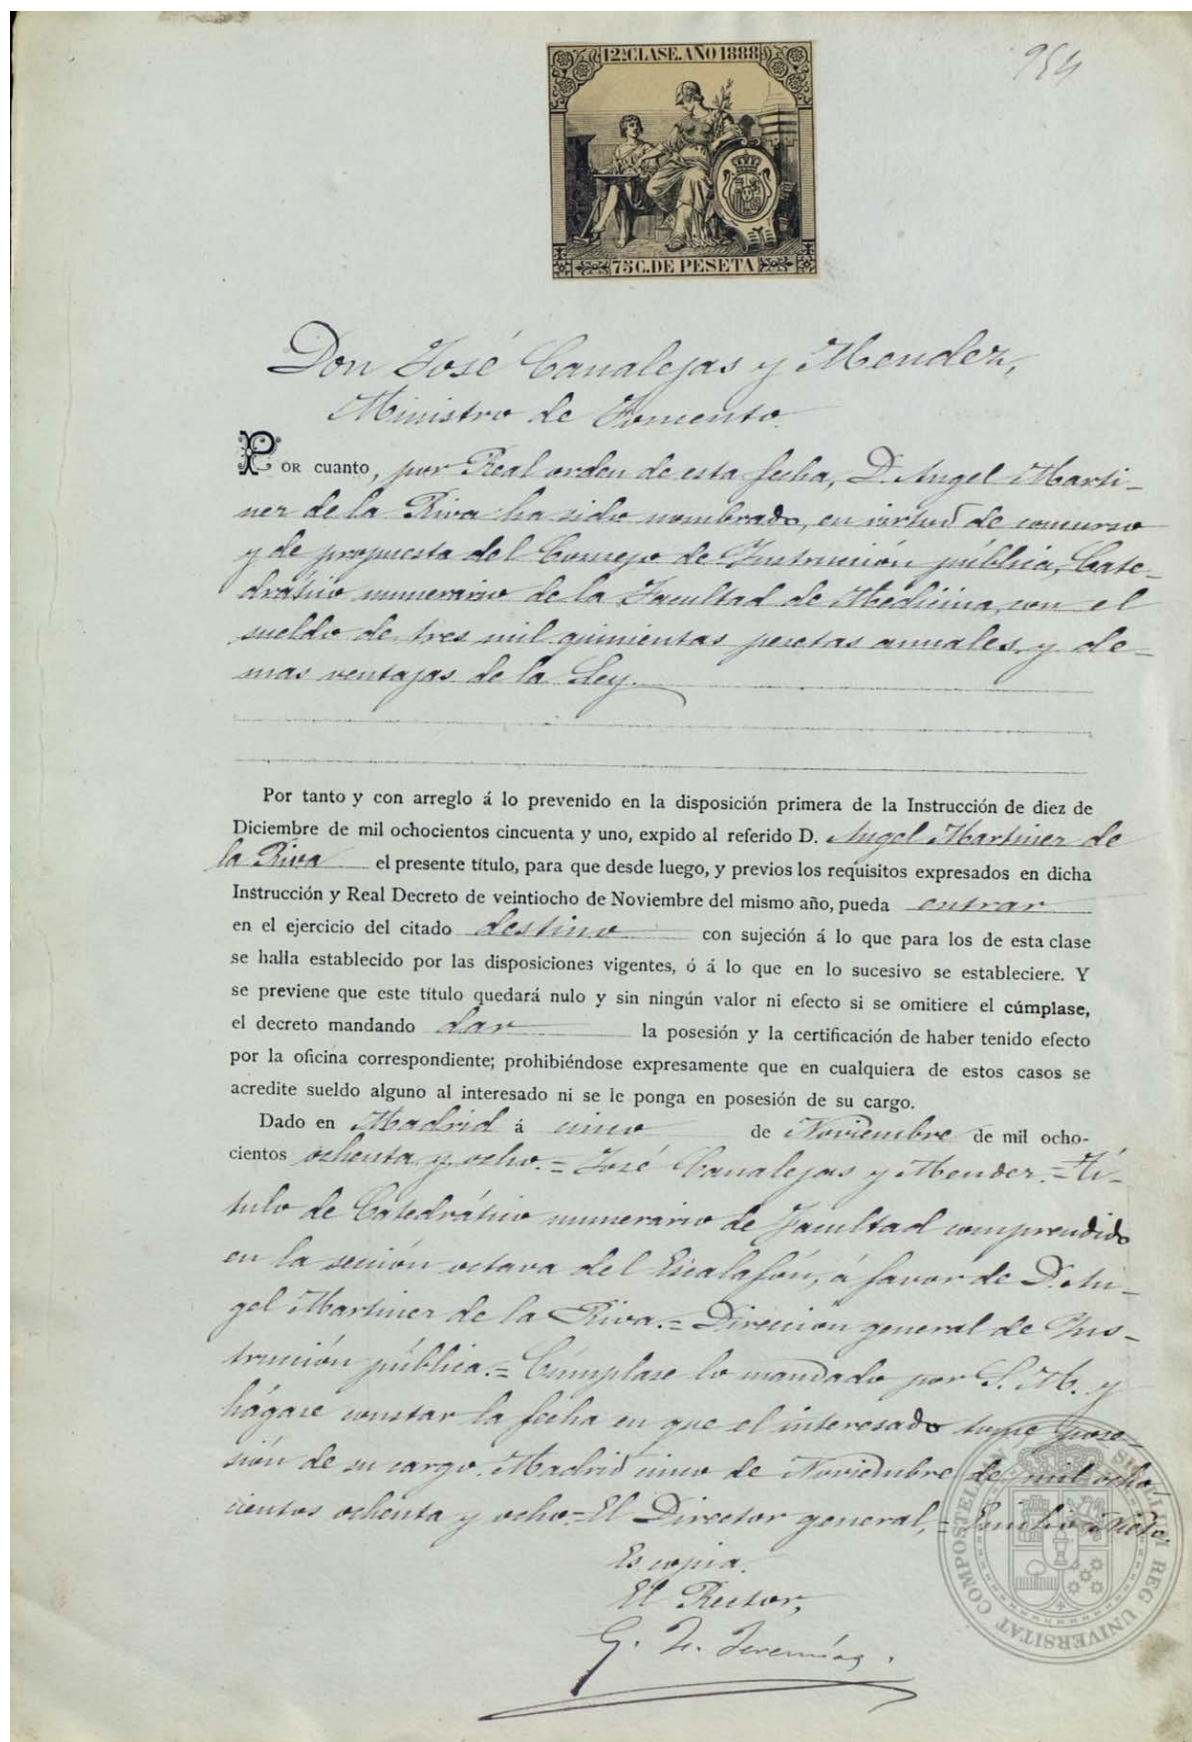 954
12ª CLASE. AÑO 1888
75 C. DE PESETA
Don José Canalejas y Mendez,
Ministro de Fomento.
POR cuanto, por Real orden de esta fecha, D. Angel Marti-
nez de la Riva ha sido nombrado, en virtud de concurso
y de propuesta del Consejo de Instrucción pública, Cate-
drático numerario de la Facultad de Medicina, con el
sueldo de tres mil quinientas pesetas anuales, y de-
mas ventajas de la Ley.
Por tanto y con arreglo á lo prevenido en la disposición primera de la Instrucción de diez de
Diciembre de mil ochocientos cincuenta y uno, expido al referido D. Angel Martinez de
la Riva el presente título, para que desde luego, y previos los requisitos expresados en dicha
Instrucción y Real Decreto de veintiocho de Noviembre del mismo año, pueda entrar
en el ejercicio del citado destino con sujeción á lo que para los de esta clase
se halla establecido por las disposiciones vigentes, ó á lo que en lo sucesivo se estableciere. Y
se previene que este título quedará nulo y sin ningún valor ni efecto si se omitiere el cúmplase,
el decreto mandando dar la posesión y la certificación de haber tenido efecto
por la oficina correspondiente; prohibiéndose expresamente que en cualquiera de estos casos se
acredite sueldo alguno al interesado ni se le ponga en posesión de su cargo.
Dado en Madrid á cinco de Noviembre de mil ocho-
cientos ochenta y ocho.= José Canalejas y Mendez.= Tí-
tulo de Catedrático numerario de Facultad comprendido
en la sección octava del Escalafón, á favor de D. An-
gel Martinez de la Riva.= Dirección general de Ins-
trucción pública.= Cúmplase lo mandado por S. M. y
hágase constar la fecha en que el interesado tome pose-
sión de su cargo. Madrid cinco de Noviembre de mil ocho-
cientos ochenta y ocho.= El Director general,= Emilio Nieto.
Es copia.
El Rector,
G. F. Jeremías.
SIGILLUM REG UNIVERSITAT COMPOSTELLAN